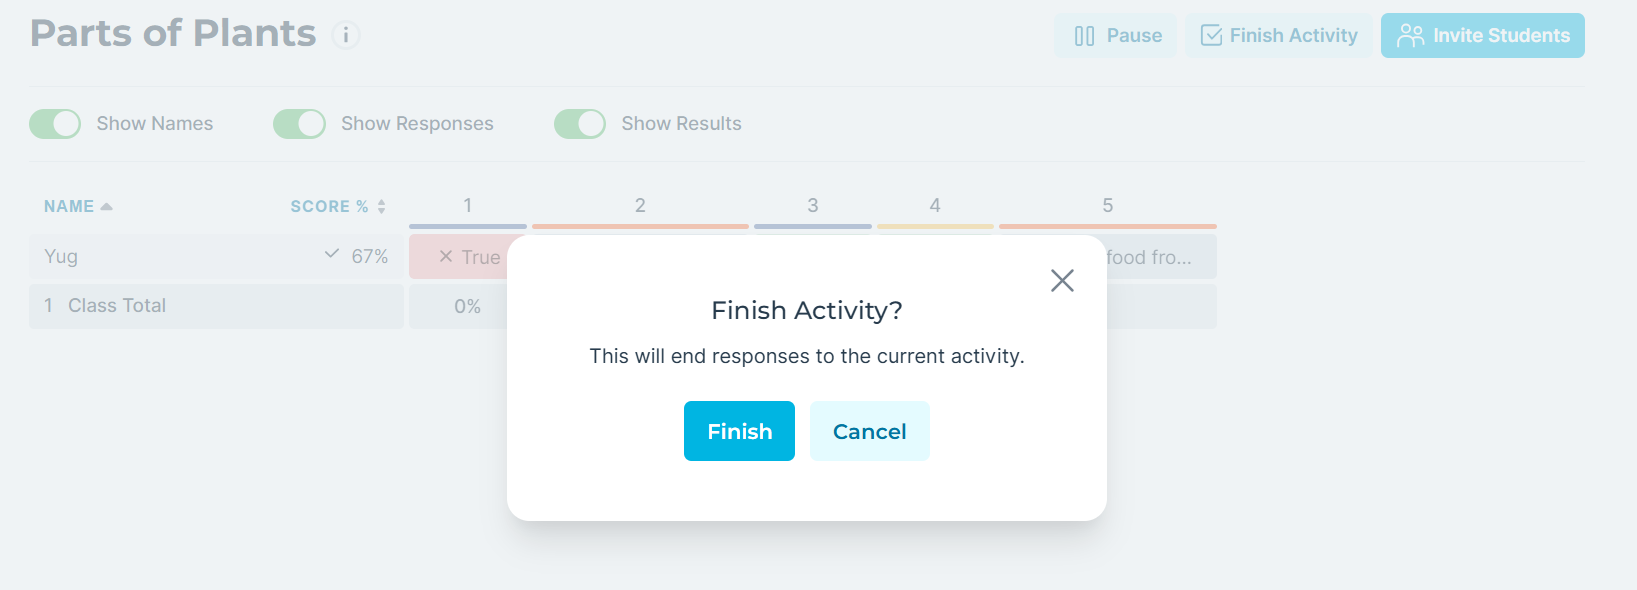 Parts of Plants
Pause
Finish Activity
Invite Students
Show Names
Show Responses
Show Results
NAME SCORE % 1 2 3 4 5
Yug 67% True food fro...
1 Class Total 0%
Finish Activity?
This will end responses to the current activity.
Finish
Cancel